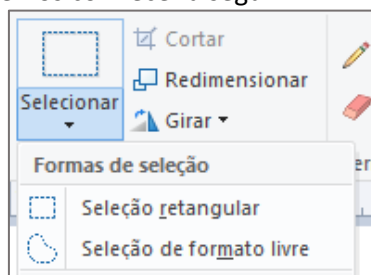 Cortar
Redimensionar
Selecionar
Girar
Formas de seleção
Seleção retangular
Seleção de formato livre